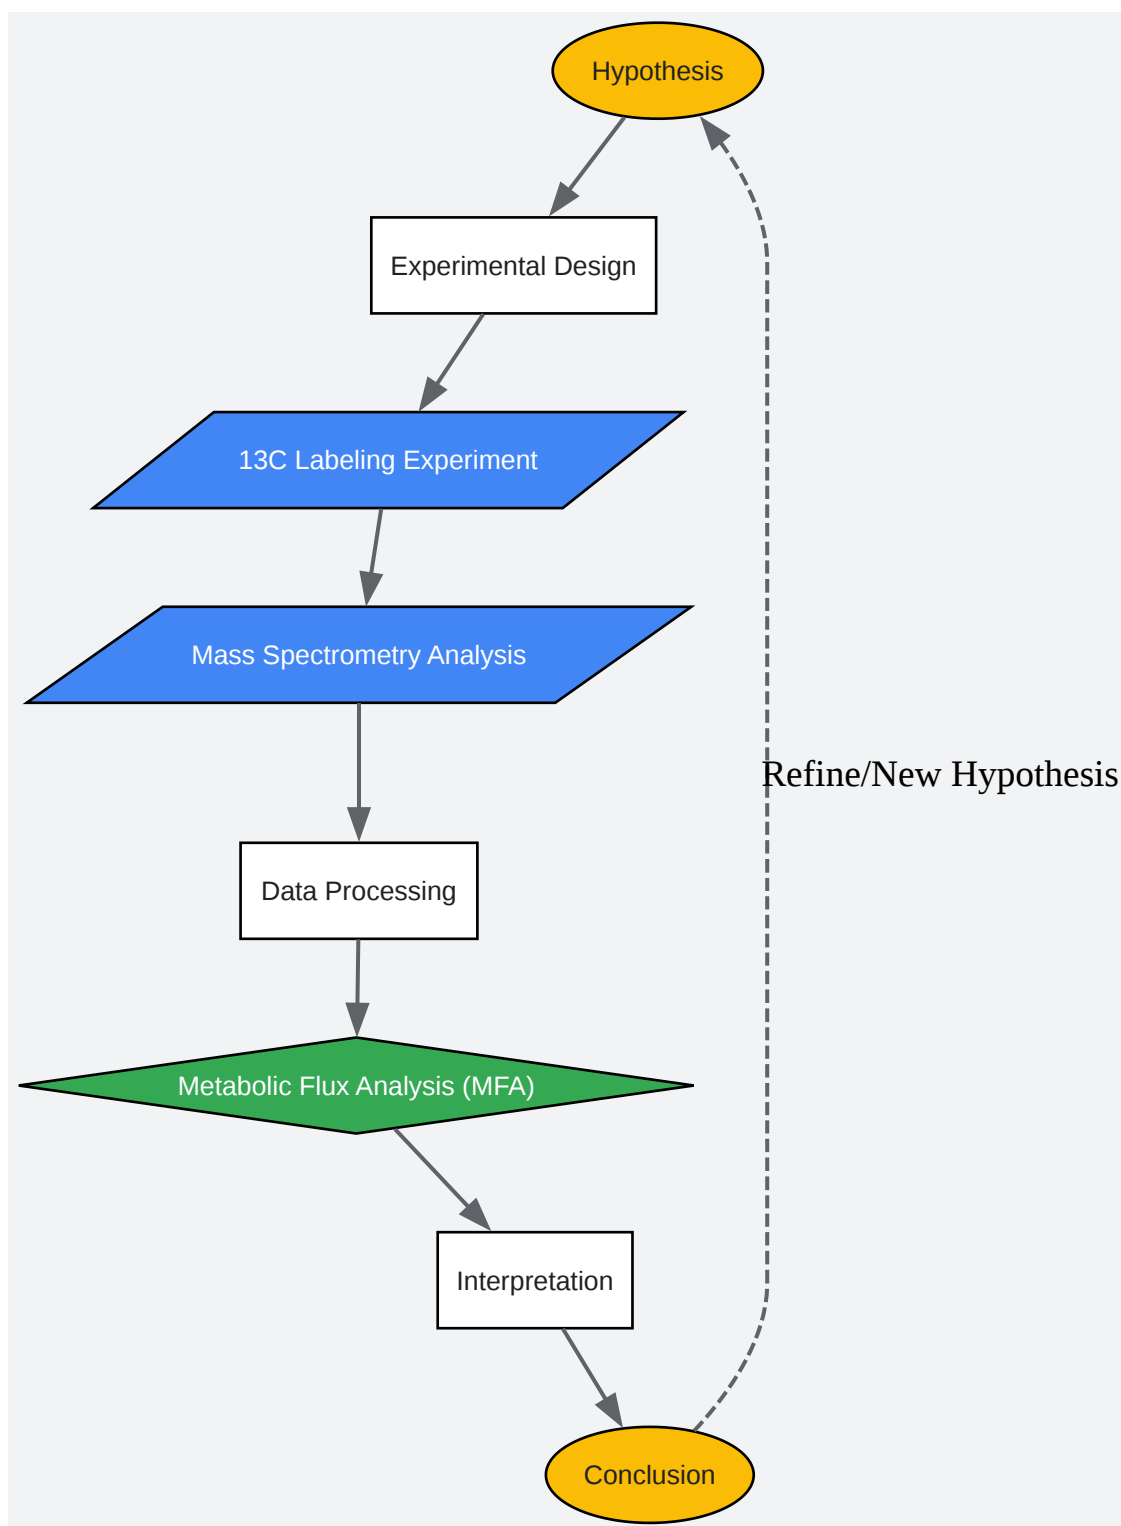 Hypothesis
Experimental Design
13C Labeling Experiment
Mass Spectrometry Analysis
Refine/New Hypothesis
Data Processing
Metabolic Flux Analysis (MFA)
Interpretation
Conclusion